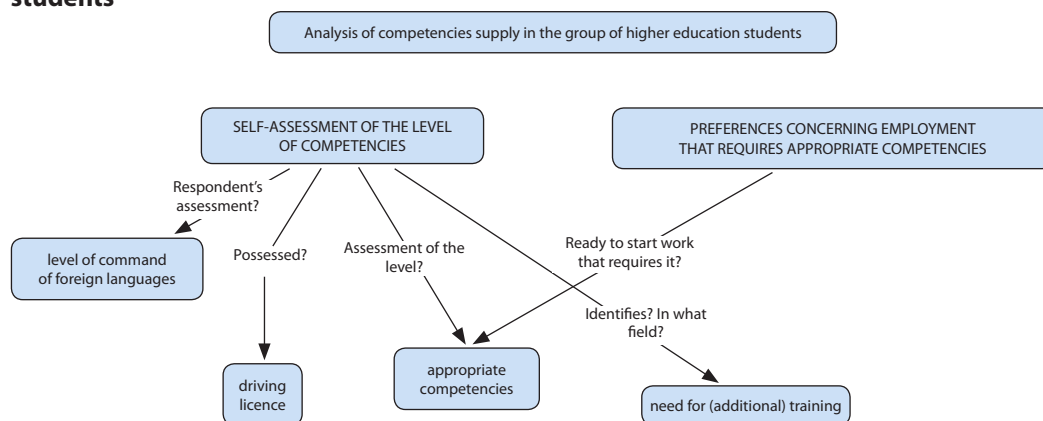 students
Analysis of competencies supply in the group of higher education students
SELF-ASSESSMENT OF THE LEVEL
OF COMPETENCIES
PREFERENCES CONCERNING EMPLOYMENT
THAT REQUIRES APPROPRIATE COMPETENCIES
Respondent's
assessment?
level of command
of foreign languages
Possessed?
Assessment of the
level?
Ready to start work
that requires it?
Identifies? In what
field?
driving
licence
appropriate
competencies
need for (additional) training